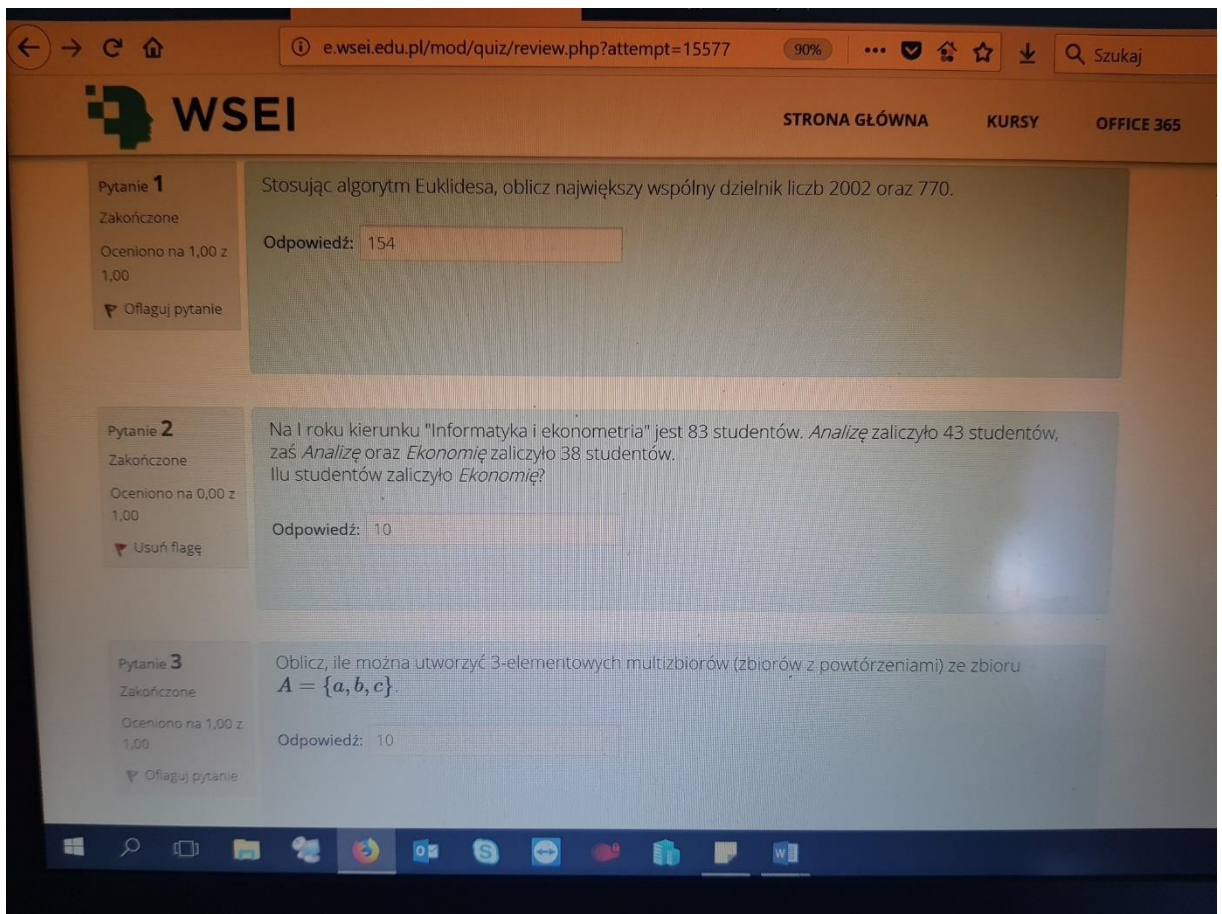 e.wsei.edu.pl/mod/quiz/review.php?attempt=15577
90%
Szukaj
WSEI
STRONA GŁÓWNA
KURSY
OFFICE 365
Pytanie 1
Zakończone
Oceniono na 1,00 z
1,00
Oflaguj pytanie
Stosując algorytm Euklidesa, oblicz największy wspólny dzielnik liczb 2002 oraz 770.
Odpowiedź: 154
Pytanie 2
Zakończone
Oceniono na 0,00 z
1,00
Usuń flagę
Na I roku kierunku "Informatyka i ekonometria" jest 83 studentów. Analizę zaliczyło 43 studentów,
zaś Analizę oraz Ekonomię zaliczyło 38 studentów.
Ilu studentów zaliczyło Ekonomię?
Odpowiedź: 10
Pytanie 3
Zakończone
Oceniono na 1,00 z
1,00
Oflaguj pytanie
Oblicz, ile można utworzyć 3-elementowych multizbiorów (zbiorów z powtórzeniami) ze zbioru
A = {a, b, c}.
Odpowiedź: 10